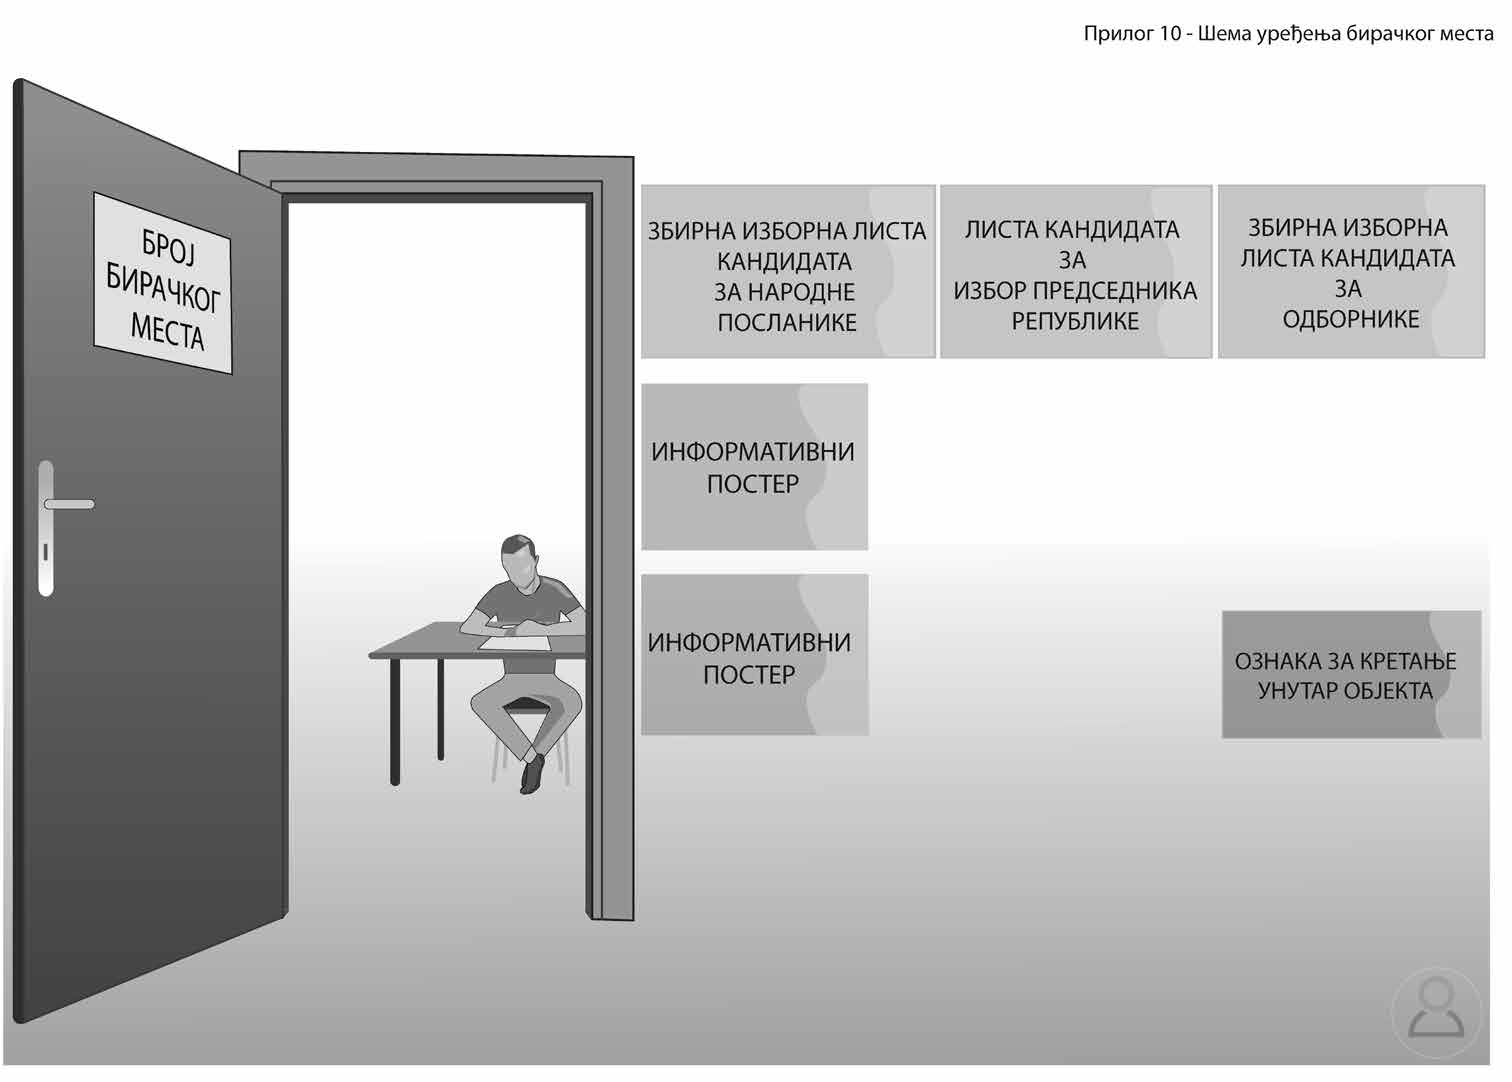 Прилог 10 - Шема уређења бирачког места
БРОЈ
БИРАЧКОГ
МЕСТА
ЗБИРНА ИЗБОРНА ЛИСТА
КАНДИДАТА
ЗА НАРОДНЕ
ПОСЛАНИКЕ
ЛИСТА КАНДИДАТА
ЗА
ИЗБОР ПРЕДСЕДНИКА
РЕПУБЛИКЕ
ЗБИРНА ИЗБОРНА
ЛИСТА КАНДИДАТА
ЗА
ОДБОРНИКЕ
ИНФОРМАТИВНИ
ПОСТЕР
ИНФОРМАТИВНИ
ПОСТЕР
ОЗНАКА ЗА КРЕТАЊЕ
УНУТАР ОБЈЕКТА